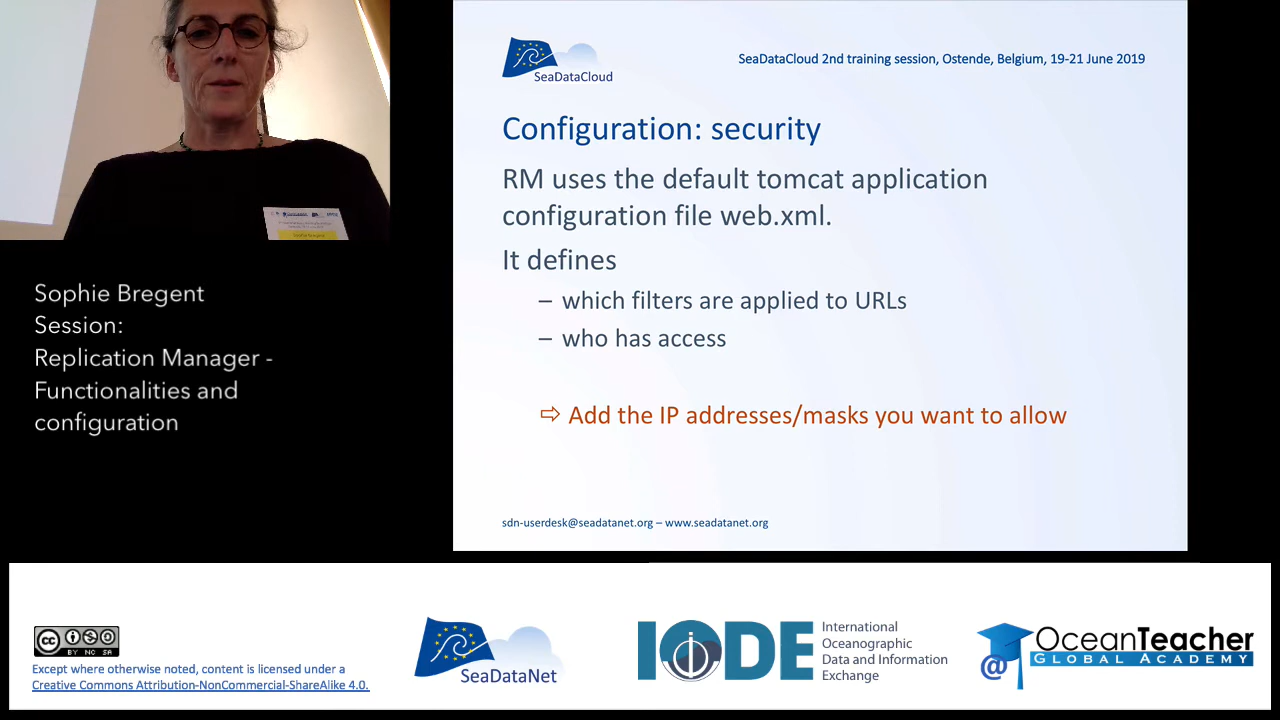 SeaDataCloud
SeaDataCloud 2nd training session, Ostende, Belgium, 19-21 June 2019
Configuration: security
RM uses the default tomcat application
configuration file web.xml.
It defines
– which filters are applied to URLs
– who has access
⇨ Add the IP addresses/masks you want to allow
sdn-userdesk@seadatanet.org – www.seadatanet.org
Sophie Bregent
Session:
Replication Manager -
Functionalities and
configuration
cc
BY NC SA
Except where otherwise noted, content is licensed under a
Creative Commons Attribution-NonCommercial-ShareAlike 4.0.
SeaDataNet
IODE
International
Oceanographic
Data and Information
Exchange
@
OceanTeacher
GLOBAL ACADEMY